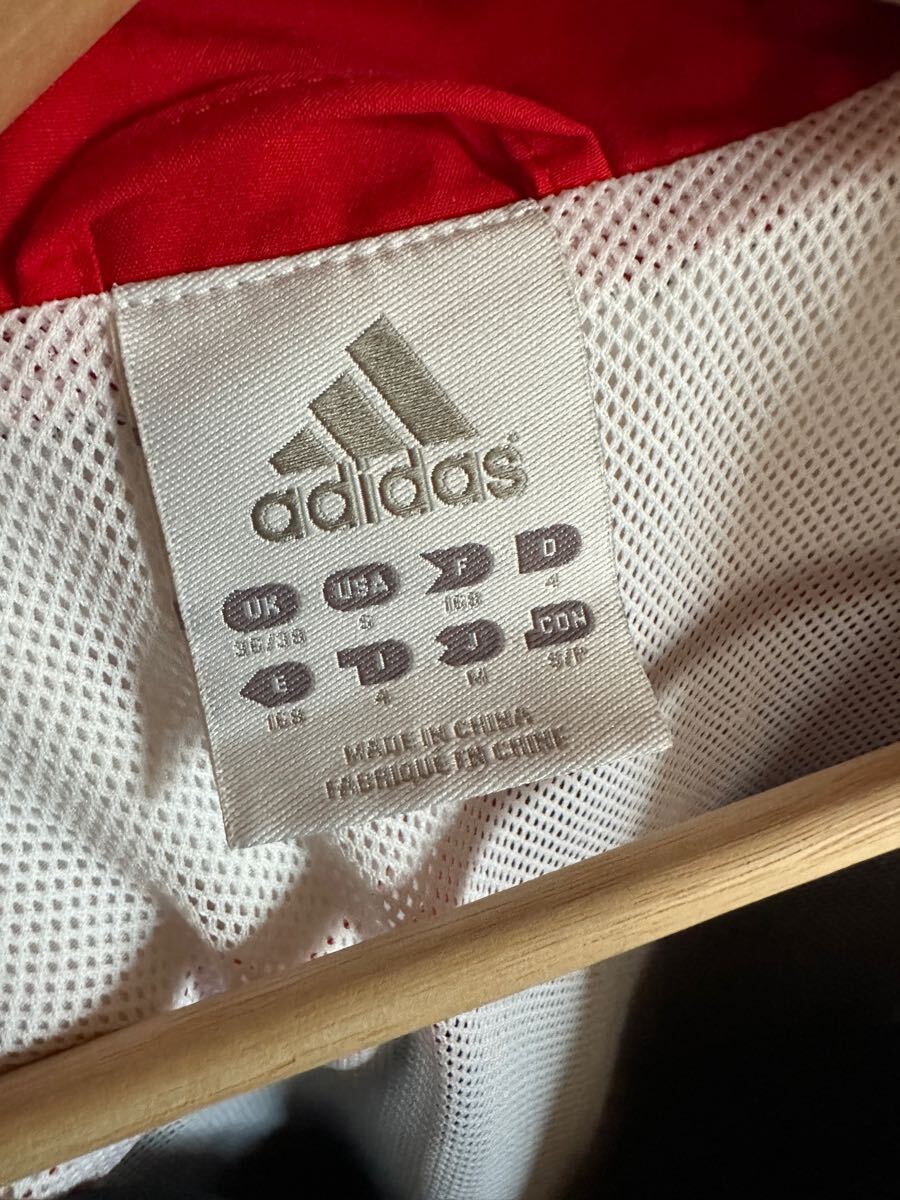 adidas®
UK USA F D
36/38 S 168 4
E I J CDN
168 4 M S/P
MADE IN CHINA
FABRIQUE EN CHINE